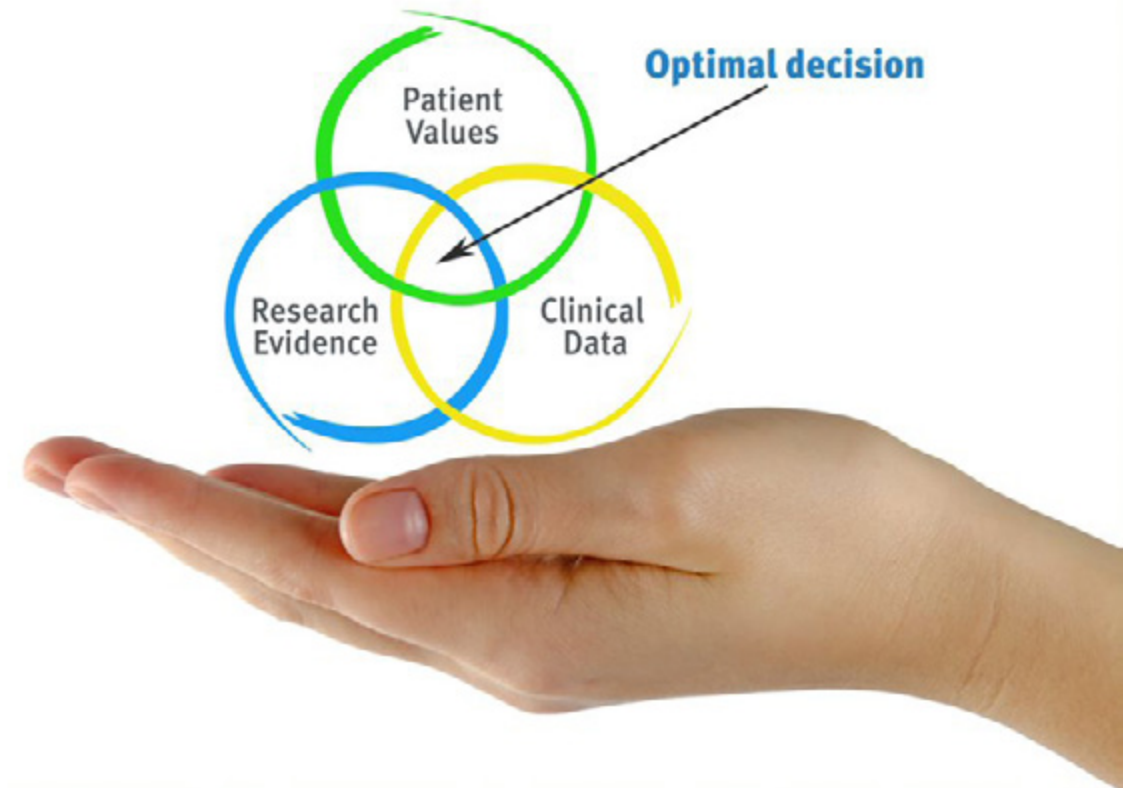 Optimal decision
Patient
Values
Research
Evidence
Clinical
Data